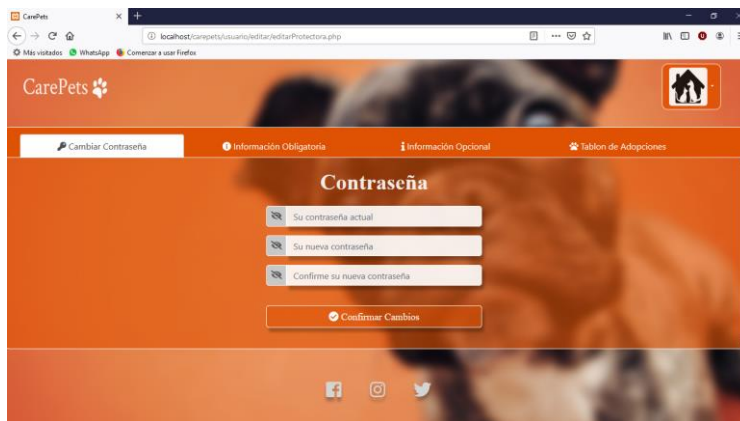 CarePets
localhost/carepets/usuario/editar/editarProtectora.php
Más visitados WhatsApp Comenzar a usar Firefox
CarePets
Cambiar Contraseña Información Obligatoria Información Opcional Tablon de Adopciones
Contraseña
Su contraseña actual
Su nueva contraseña
Confirme su nueva contraseña
Confirmar Cambios